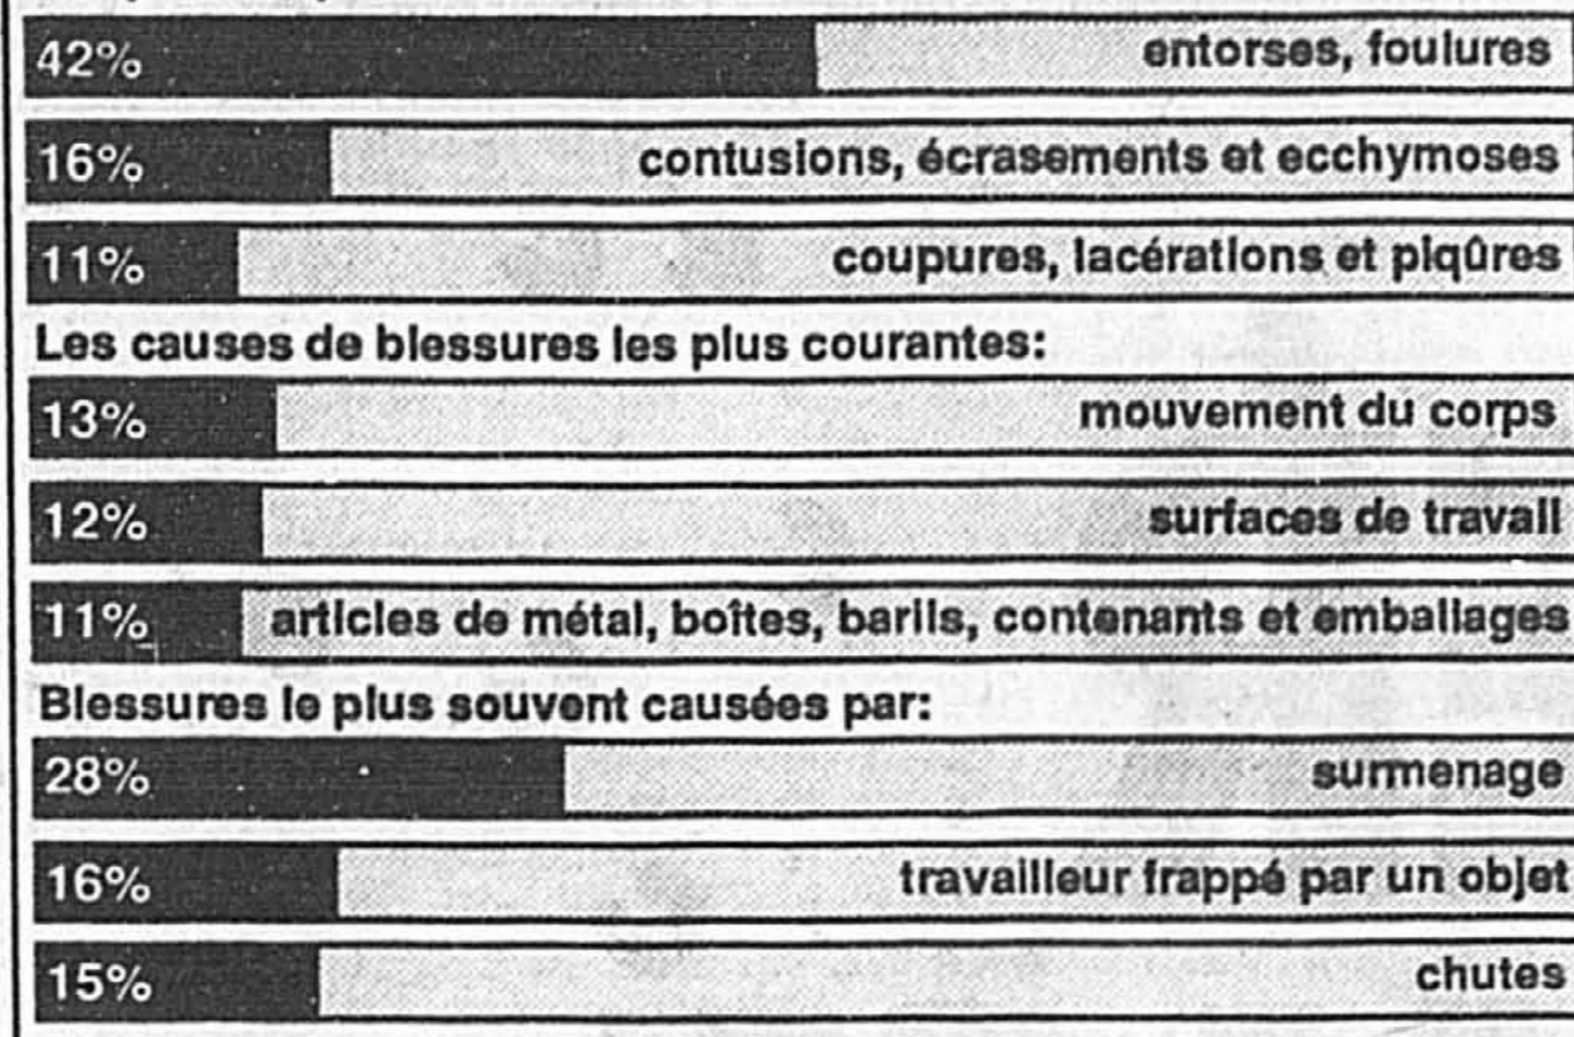 42% entorses, foulures
16% contusions, écrasements et ecchymoses
11% coupures, lacérations et piqûres
Les causes de blessures les plus courantes:
13% mouvement du corps
12% surfaces de travail
11% articles de métal, boîtes, barils, contenants et emballages
Blessures le plus souvent causées par:
28% surmenage
16% travailleur frappé par un objet
15% chutes